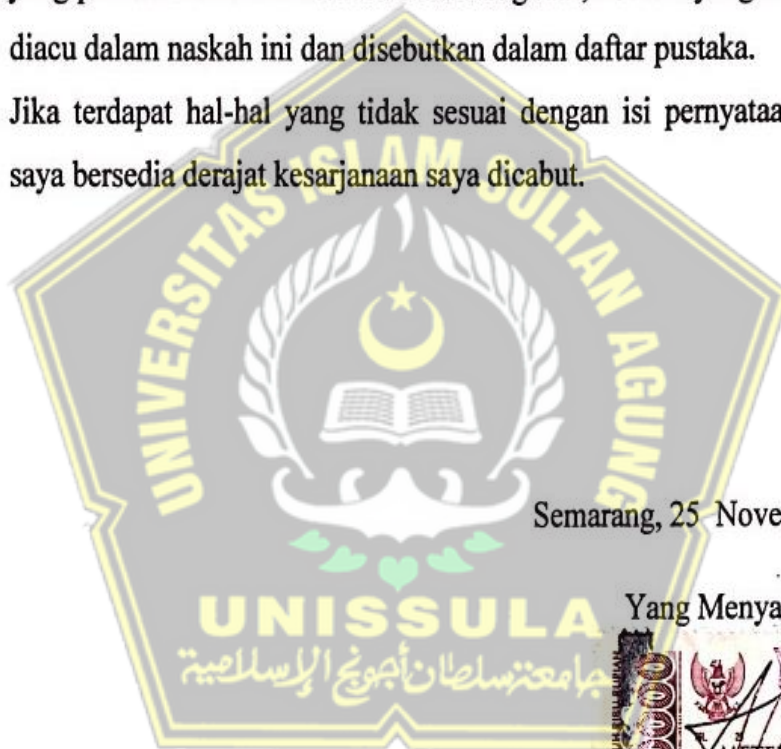 diacu dalam naskah ini dan disebutkan dalam daftar pustaka.
Jika terdapat hal-hal yang tidak sesuai dengan isi pernyataa
saya bersedia derajat kesarjanaan saya dicabut.
UNIVERSITAS ISLAM SULTAN AGUNG
Semarang, 25 Nove
Yang Menya
UNISSULA
جامعة سلطان أجونج الإسلامية